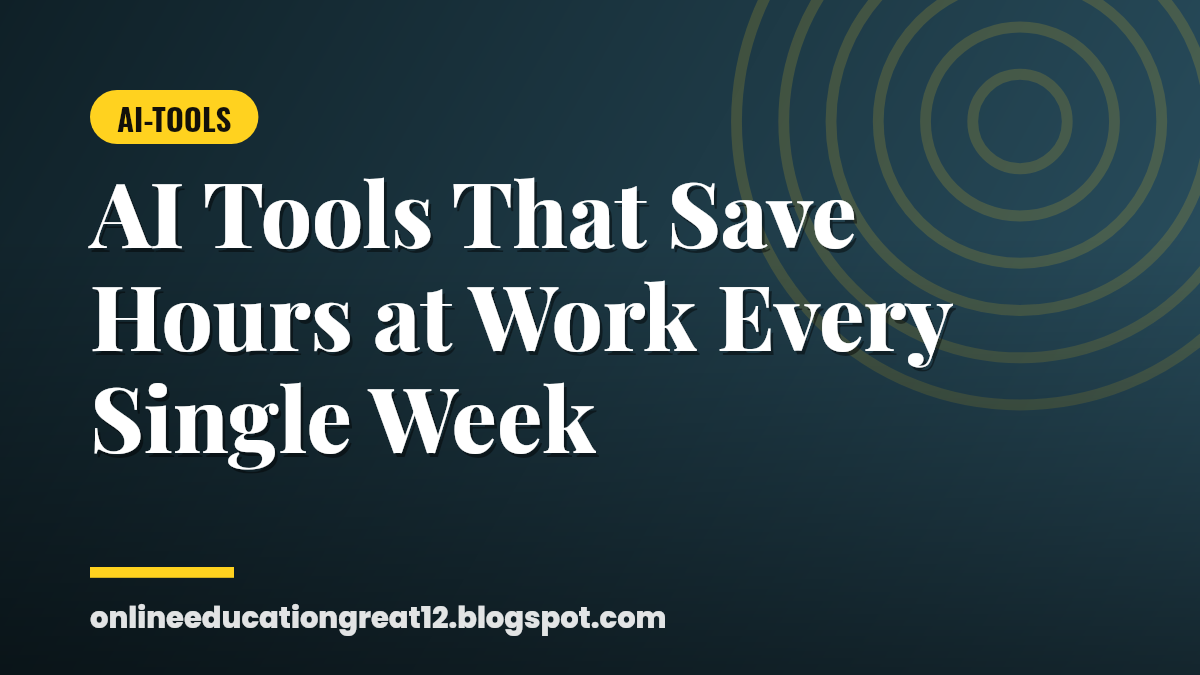 AI-TOOLS
AI Tools That Save
Hours at Work Every
Single Week
onlineeducationgreat12.blogspot.com